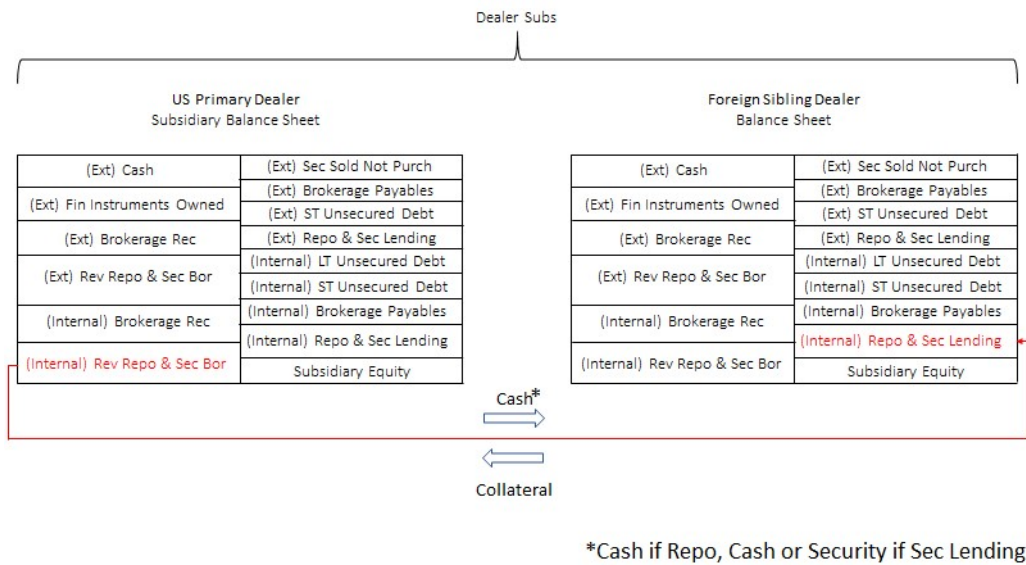 Dealer Subs
US Primary Dealer
Subsidiary Balance Sheet
(Ext) Cash
(Ext) Fin Instruments Owned
(Ext) Brokerage Rec
(Ext) Rev Repo & Sec Bor
(Internal) Brokerage Rec
(Internal) Rev Repo & Sec Bor
(Ext) Sec Sold Not Purch
(Ext) Brokerage Payables
(Ext) ST Unsecured Debt
(Ext) Repo & Sec Lending
(Internal) LT Unsecured Debt
(Internal) ST Unsecured Debt
(Internal) Brokerage Payables
(Internal) Repo & Sec Lending
Subsidiary Equity
Foreign Sibling Dealer
Balance Sheet
(Ext) Cash
(Ext) Fin Instruments Owned
(Ext) Brokerage Rec
(Ext) Rev Repo & Sec Bor
(Internal) Brokerage Rec
(Internal) Rev Repo & Sec Bor
(Ext) Sec Sold Not Purch
(Ext) Brokerage Payables
(Ext) ST Unsecured Debt
(Ext) Repo & Sec Lending
(Internal) LT Unsecured Debt
(Internal) ST Unsecured Debt
(Internal) Brokerage Payables
(Internal) Repo & Sec Lending
Subsidiary Equity
Cash*
Collateral
*Cash if Repo, Cash or Security if Sec Lending